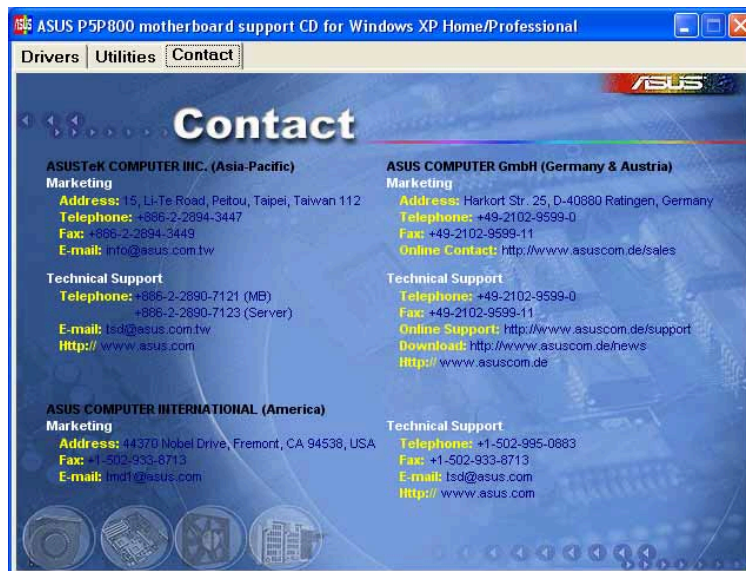 ASUS P5P800 motherboard support CD for Windows XP Home/Professional
Drivers Utilities Contact
ASUS
Contact
ASUSTeK COMPUTER INC. (Asia-Pacific)
Marketing
Address: 15, Li-Te Road, Peitou, Taipei, Taiwan 112
Telephone: +886-2-2894-3447
Fax: +886-2-2894-3449
E-mail: info@asus.com.tw
Technical Support
Telephone: +886-2-2890-7121 (MB)
+886-2-2890-7123 (Server)
E-mail: tsd@asus.com.tw
Http:// www.asus.com
ASUS COMPUTER GmbH (Germany & Austria)
Marketing
Address: Harkort Str. 25, D-40880 Ratingen, Germany
Telephone: +49-2102-9599-0
Fax: +49-2102-9599-11
Online Contact: http://www.asuscom.de/sales
Technical Support
Telephone: +49-2102-9599-0
Fax: +49-2102-9599-11
Online Support: http://www.asuscom.de/support
Download: http://www.asuscom.de/news
Http:// www.asuscom.de
ASUS COMPUTER INTERNATIONAL (America)
Marketing
Address: 44370 Nobel Drive, Fremont, CA 94538, USA
Fax: +1-502-933-8713
E-mail: tmd1@asus.com
Technical Support
Telephone: +1-502-995-0883
Fax: +1-502-933-8713
E-mail: tsd@asus.com
Http:// www.asus.com